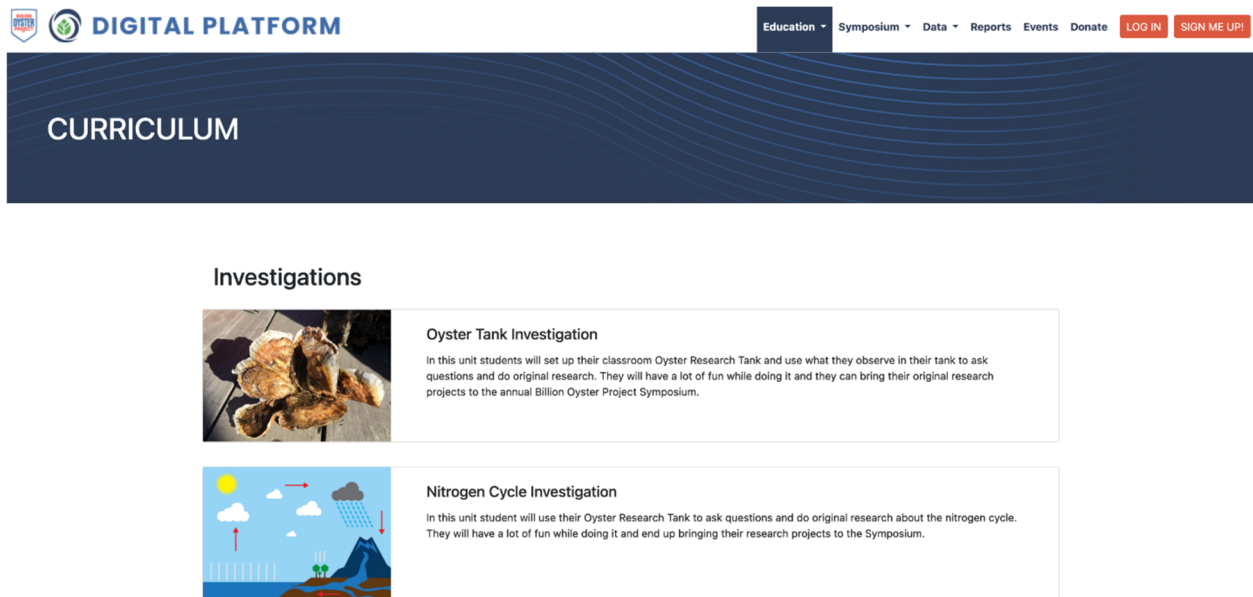 BILLION OYSTER PROJECT DIGITAL PLATFORM Education Symposium Data Reports Events Donate LOG IN SIGN ME UP!
CURRICULUM
Investigations
Oyster Tank Investigation
In this unit students will set up their classroom Oyster Research Tank and use what they observe in their tank to ask
questions and do original research. They will have a lot of fun while doing it and they can bring their original research
projects to the annual Billion Oyster Project Symposium.
Nitrogen Cycle Investigation
In this unit student will use their Oyster Research Tank to ask questions and do original research about the nitrogen cycle.
They will have a lot of fun while doing it and end up bringing their research projects to the Symposium.